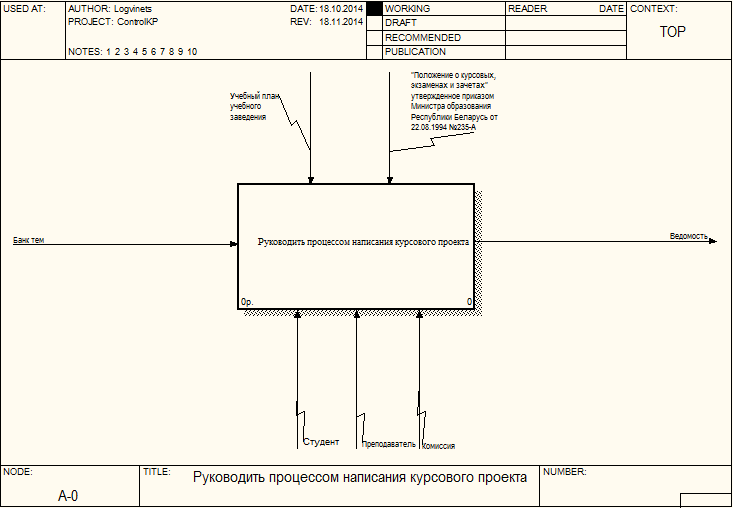 USED AT:
AUTHOR: Logvinets
DATE: 18.10.2014
PROJECT: ControlKP
REV: 18.11.2014
NOTES: 1 2 3 4 5 6 7 8 9 10
WORKING
DRAFT
RECOMMENDED
PUBLICATION
READER DATE
CONTEXT:
TOP
Учебный план
учебного
заведения
"Положение о курсовых,
экзаменах и зачетах"
утвержденное приказом
Министра образования
Республики Беларусь от
22.08.1994 №235-А
Банк тем
Руководить процессом написания курсового проекта
0р.
0
Ведомость
Студент
Преподаватель
Комиссия
NODE:
A-0
TITLE:
Руководить процессом написания курсового проекта
NUMBER: